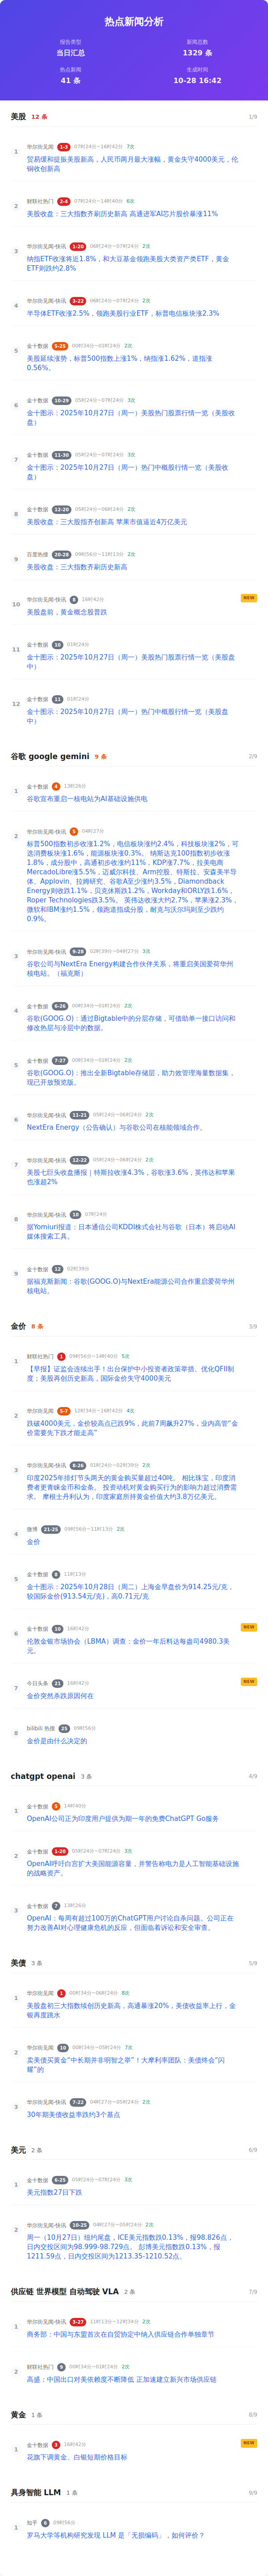 热点新闻分析
报告类型
当日汇总
新闻总数
1329 条
热点新闻
41 条
生成时间
10-28 16:42
美股 12 条 1/9
1 华尔街见闻 1-3 07时24分~16时42分 7次
贸易缓和提振美股新高，人民币两月最大涨幅，黄金失守4000美元，伦
铜收创新高
2 财联社热门 2-4 07时24分~14时40分 6次
美股收盘：三大指数齐刷历史新高 高通进军AI芯片股价暴涨11%
3 华尔街见闻-快讯 1-20 06时24分~07时24分 2次
纳指ETF收涨将近1.8%，和大豆基金领跑美股大类资产类ETF，黄金
ETF则跌约2.8%
4 华尔街见闻-快讯 3-22 06时24分~07时24分 2次
半导体ETF收涨2.5%，领跑美股行业ETF，标普电信板块涨2.3%
5 金十数据 5-25 00时34分~01时24分 2次
美股延续涨势，标普500指数上涨1%，纳指涨1.62%，道指涨
0.56%。
6 金十数据 10-29 05时24分~07时24分 3次
金十图示：2025年10月27日（周一）美股热门股票行情一览（美股收
盘）
7 金十数据 11-30 05时24分~07时24分 3次
金十图示：2025年10月27日（周一）热门中概股行情一览（美股收
盘）
8 金十数据 12-20 05时24分~06时24分 2次
美股收盘：三大股指齐创新高 苹果市值逼近4万亿美元
9 百度热搜 20-28 09时56分~11时13分 2次
美股收盘：三大指数齐刷历史新高
10 华尔街见闻-快讯 8 16时42分 NEW
美股盘前，黄金概念股普跌
11 金十数据 10 01时24分
金十图示：2025年10月27日（周一）美股热门股票行情一览（美股盘
中）
12 金十数据 11 01时24分
金十图示：2025年10月27日（周一）热门中概股行情一览（美股盘
中）
谷歌 google gemini 9 条 2/9
1 金十数据 4 13时26分
谷歌宣布重启一核电站为AI基础设施供电
2 华尔街见闻-快讯 5 04时27分
标普500指数初步收涨1.2%，电信板块涨约2.4%，科技板块涨2%，可
选消费板块涨1.6%，能源板块涨0.3%。 纳斯达克100指数初步收涨
1.8%，成分股中，高通初步收涨约11%，KDP涨7.7%，拉美电商
MercadoLibre涨5.5%，迈威尔科技、Arm控股、特斯拉、安森美半导
体、Applovin、拉姆研究、谷歌A至少涨约3.5%，Diamondback
Energy则收跌1.1%，贝克休斯跌1.2%，Workday和ORLY跌1.6%，
Roper Technologies跌3.5%。 英伟达收涨大约2.7%，苹果涨2.3%，
微软和IBM涨约1.5%，领跑道指成分股，耐克与沃尔玛则至少跌约
0.9%。
3 华尔街见闻-快讯 9-28 02时39分~04时27分 3次
谷歌公司与NextEra Energy构建合作伙伴关系，将重启美国爱荷华州
核电站。（福克斯）
4 金十数据 6-26 00时34分~01时24分 2次
谷歌(GOOG.O)：通过Bigtable中的分层存储，可借助单一接口访问和
修改热层与冷层中的数据。
5 金十数据 7-27 00时34分~01时24分 2次
谷歌(GOOG.O)：推出全新Bigtable存储层，助力效管理海量数据集，
现已开放预览版。
6 华尔街见闻-快讯 11-21 05时24分~06时24分 2次
NextEra Energy（公告确认）与谷歌公司在核能领域合作。
7 华尔街见闻-快讯 12-22 05时24分~06时24分 2次
美股七巨头收盘播报｜特斯拉收涨4.3%，谷歌涨3.6%，英伟达和苹果
也涨超2%
8 华尔街见闻-快讯 10 07时24分
据Yomiuri报道：日本通信公司KDDI株式会社与谷歌（日本）将启动AI
媒体搜索工具。
9 金十数据 12 02时39分
据福克斯新闻：谷歌(GOOG.O)与NextEra能源公司合作重启爱荷华州
核电站。
金价 8 条 3/9
1 财联社热门 1 09时56分~14时40分 5次
【早报】证监会连续出手！出台保护中小投资者政策举措、优化QFII制
度；美股再创历史新高，国际金价失守4000美元
2 华尔街见闻 5-7 12时34分~16时42分 4次
跌破4000美元，金价较高点已跌9%，此前7周飙升27%，业内高管“金
价需要先下跌才能走高”
3 华尔街见闻-快讯 8-26 01时24分~02时39分 2次
印度2025年排灯节头两天的黄金购买量超过40吨。 相比珠宝，印度消
费者更青睐金币和金条。 投资动机对黄金购买行为的影响力超过消费需
求。 摩根士丹利认为，印度家庭所持黄金价值大约3.8万亿美元。
4 微博 21-25 09时56分~11时13分 2次
金价
5 金十数据 8 11时13分
金十图示：2025年10月28日（周二）上海金早盘价为914.25元/克，
较国际金价(913.54元/克)，高0.71元/克
6 金十数据 10 16时42分 NEW
伦敦金银市场协会（LBMA）调查：金价一年后料达每盎司4980.3美
元。
7 今日头条 21 16时42分 NEW
金价突然杀跌原因何在
8 bilibili 热搜 25 09时56分
金价是由什么决定的
chatgpt openai 3 条 4/9
1 金十数据 5 14时40分
OpenAI公司正为印度用户提供为期一年的免费ChatGPT Go服务
2 金十数据 1-20 05时24分~07时24分 3次
OpenAI呼吁白宫扩大美国能源容量，并警告称电力是人工智能基础设施
的战略资产。
3 金十数据 7 13时26分
OpenAI：每周有超过100万的ChatGPT用户讨论自杀问题。公司正在
努力改善AI对心理健康危机的反应，但面临着诉讼和安全审查。
美债 3 条 5/9
1 华尔街见闻 1 00时34分~06时24分 8次
美股盘初三大指数续创历史新高，高通暴涨20%，美债收益率上行，金
银再度跳水
2 华尔街见闻 10 00时34分~05时24分 7次
卖美债买黄金“中长期并非明智之举”！大摩利率团队：美债终会“闪
耀”的
3 华尔街见闻-快讯 7-22 04时27分~05时24分 2次
30年期美债收益率跌约3个基点
美元 2 条 6/9
1 金十数据 6-25 05时24分~07时24分 3次
美元指数27日下跌
2 华尔街见闻-快讯 10-25 04时27分~05时24分 2次
周一（10月27日）纽约尾盘，ICE美元指数跌0.13%，报98.826点，
日内交投区间为98.999-98.729点。 彭博美元指数跌0.13%，报
1211.59点，日内交投区间为1213.35-1210.52点。
供应链 世界模型 自动驾驶 VLA 2 条 7/9
1 华尔街见闻-快讯 3-27 11时13分~12时34分 2次
商务部：中国与东盟首次在自贸协定中纳入供应链合作单独章节
2 财联社热门 9 00时34分~01时24分 2次
高盛：中国出口对美依赖度不断降低 正加速建立新兴市场供应链
黄金 1 条 8/9
1 金十数据 3 16时42分 NEW
花旗下调黄金、白银短期价格目标
具身智能 LLM 1 条 9/9
1 知乎 6 09时56分
罗马大学等机构研究发现 LLM 是「无损编码」，如何评价？